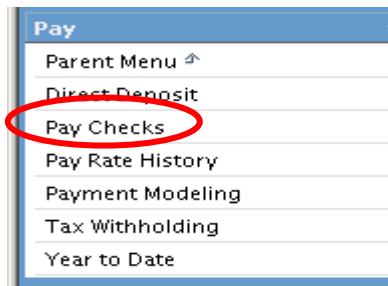 Pay
Parent Menu
Direct Deposit
Pay Checks
Pay Rate History
Payment Modeling
Tax Withholding
Year to Date